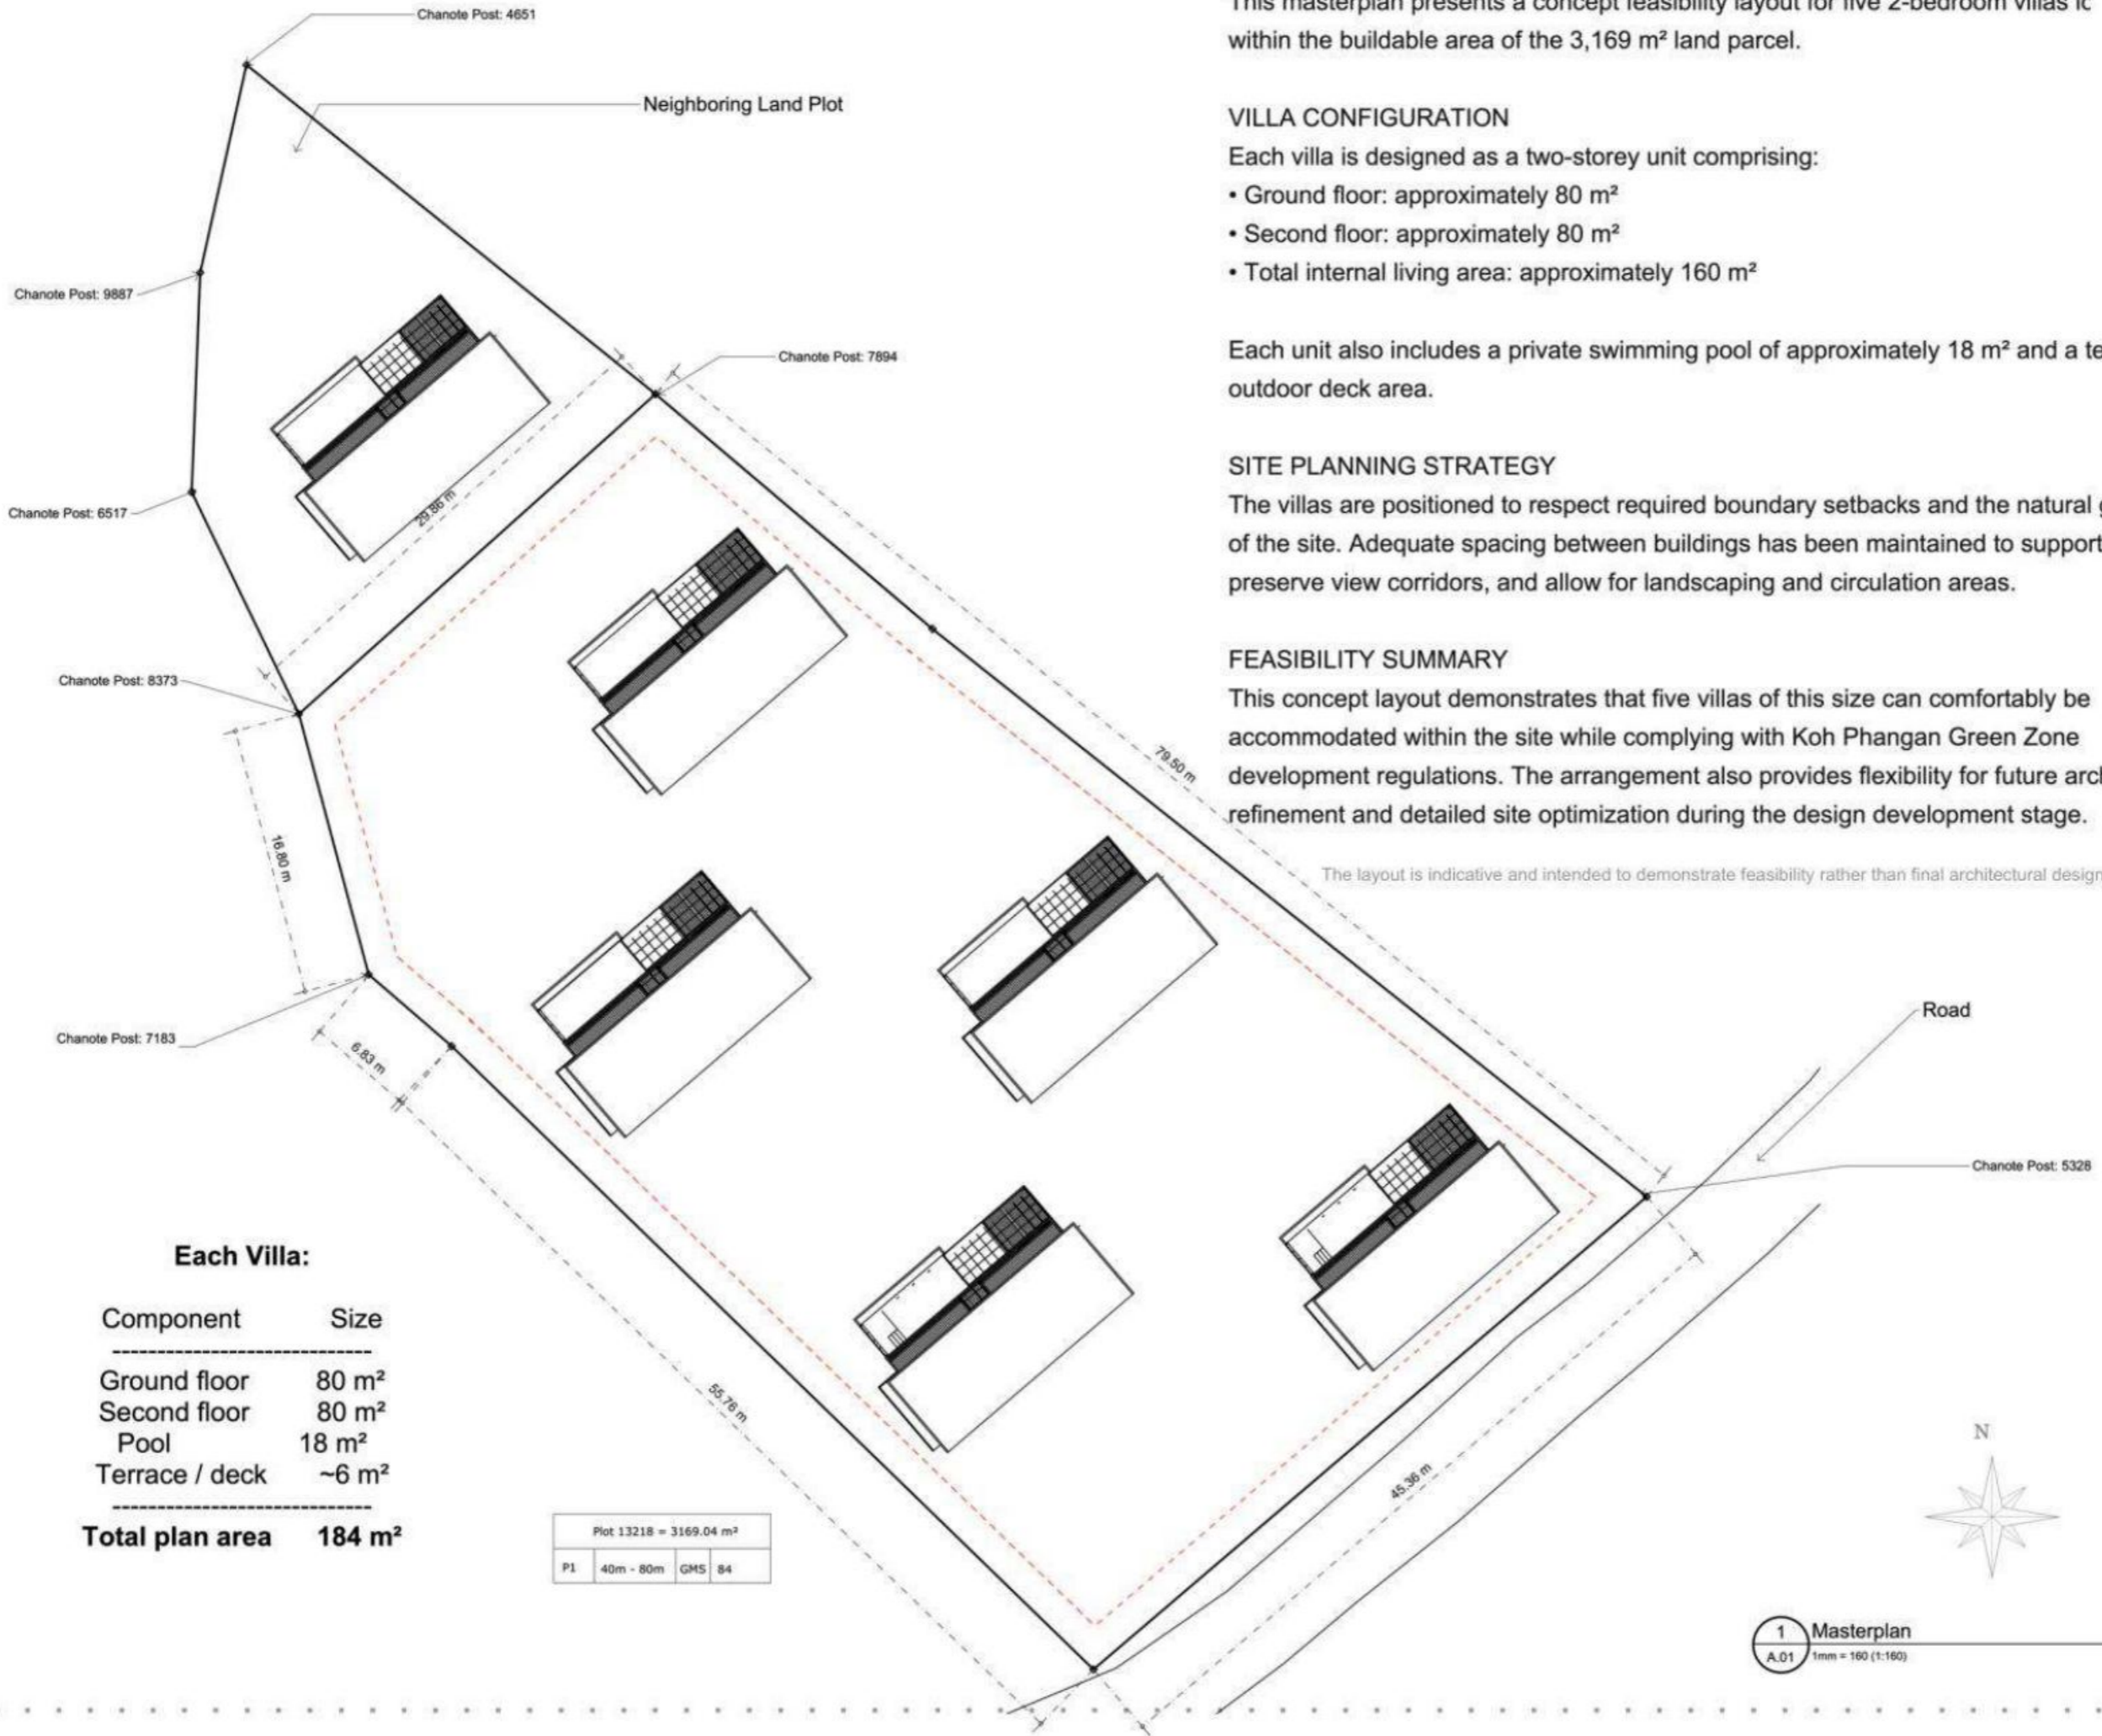 This masterplan presents a concept feasibility layout for five 2-bedroom villas
within the buildable area of the 3,169 m² land parcel.
VILLA CONFIGURATION
Each villa is designed as a two-storey unit comprising:
• Ground floor: approximately 80 m²
• Second floor: approximately 80 m²
• Total internal living area: approximately 160 m²
Each unit also includes a private swimming pool of approximately 18 m² and a te
outdoor deck area.
SITE PLANNING STRATEGY
The villas are positioned to respect required boundary setbacks and the natural
of the site. Adequate spacing between buildings has been maintained to support
preserve view corridors, and allow for landscaping and circulation areas.
FEASIBILITY SUMMARY
This concept layout demonstrates that five villas of this size can comfortably be
accommodated within the site while complying with Koh Phangan Green Zone
development regulations. The arrangement also provides flexibility for future arc
refinement and detailed site optimization during the design development stage.
The layout is indicative and intended to demonstrate feasibility rather than final architectural design
Chanote Post: 4651
Neighboring Land Plot
Chanote Post: 9887
Chanote Post: 7894
Chanote Post: 6517
29.86 m
Chanote Post: 8373
79.50 m
16.80 m
Chanote Post: 7183
6.83 m
Road
Chanote Post: 5328
55.76 m
45.36 m
Each Villa:
Component Size
----------------------------
Ground floor 80 m²
Second floor 80 m²
Pool 18 m²
Terrace / deck ~6 m²
----------------------------
Total plan area 184 m²
Plot 13218 = 3169.04 m²
P1 40m - 80m GMS 84
N
1 Masterplan
A.01 1mm = 160 (1:160)